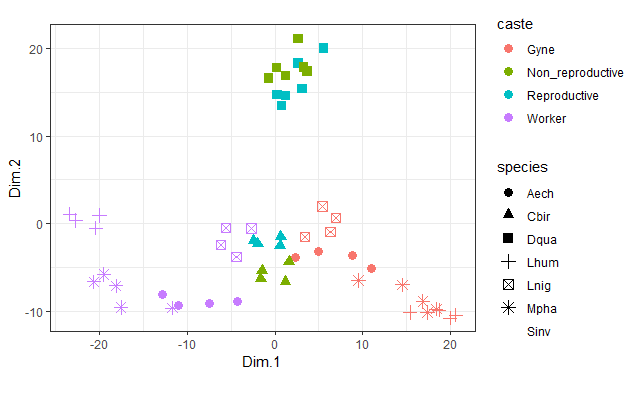 caste
Gyne
Non_reproductive
Reproductive
Worker
species
Aech
Cbir
Dqua
Lhum
Lnig
Mpha
Sinv
Dim.2
20
10
0
-10
-20
-10
0
10
20
Dim.1